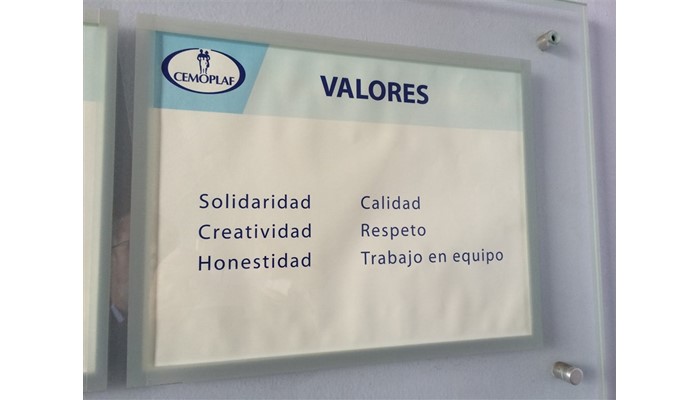 CEMOPLAF
VALORES
Solidaridad
Creatividad
Honestidad
Calidad
Respeto
Trabajo en equipo